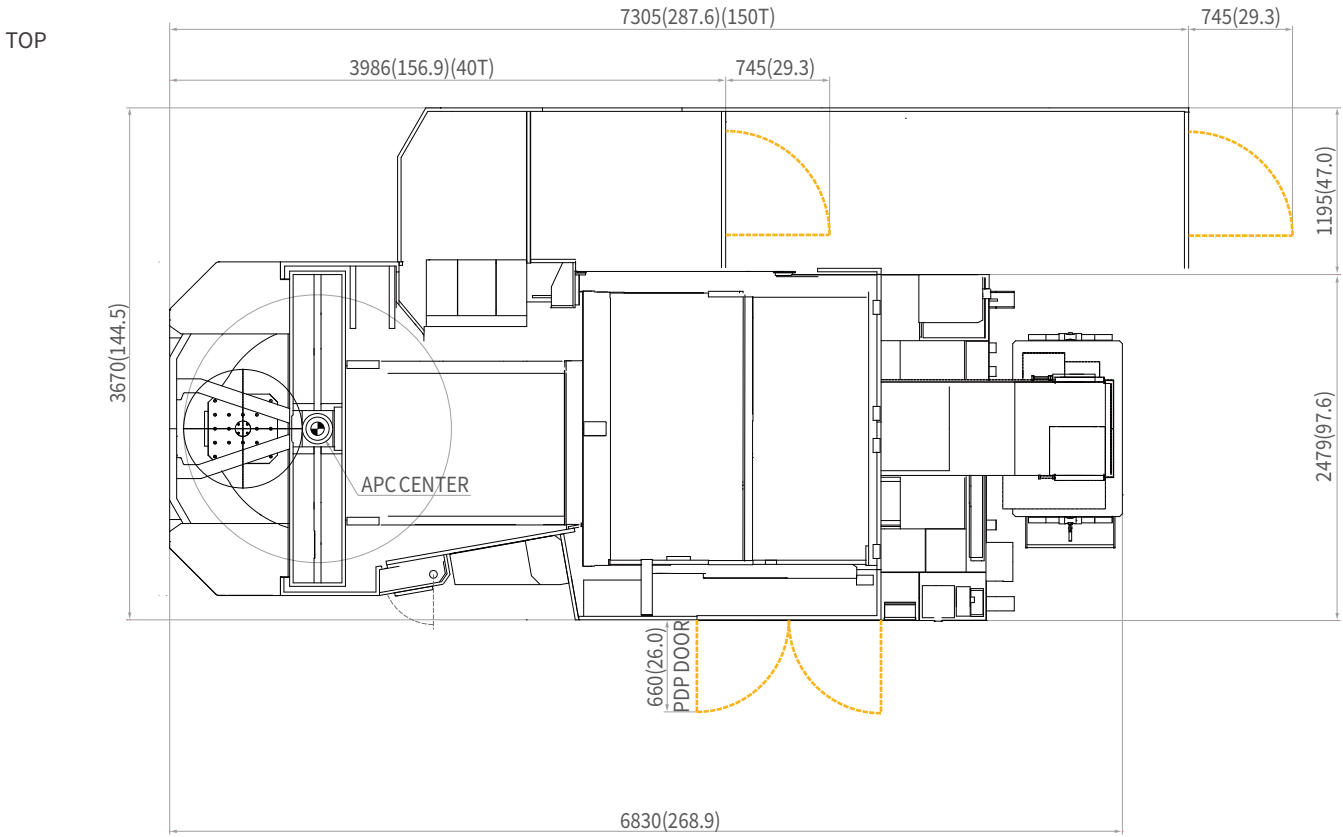 7305(287.6)(150T)
745(29.3)
TOP
3986(156.9)(40T)
745(29.3)
1195(47.0)
3670(144.5)
2479(97.6)
APC CENTER
660(26.0)
PDP DOOR
6830(268.9)